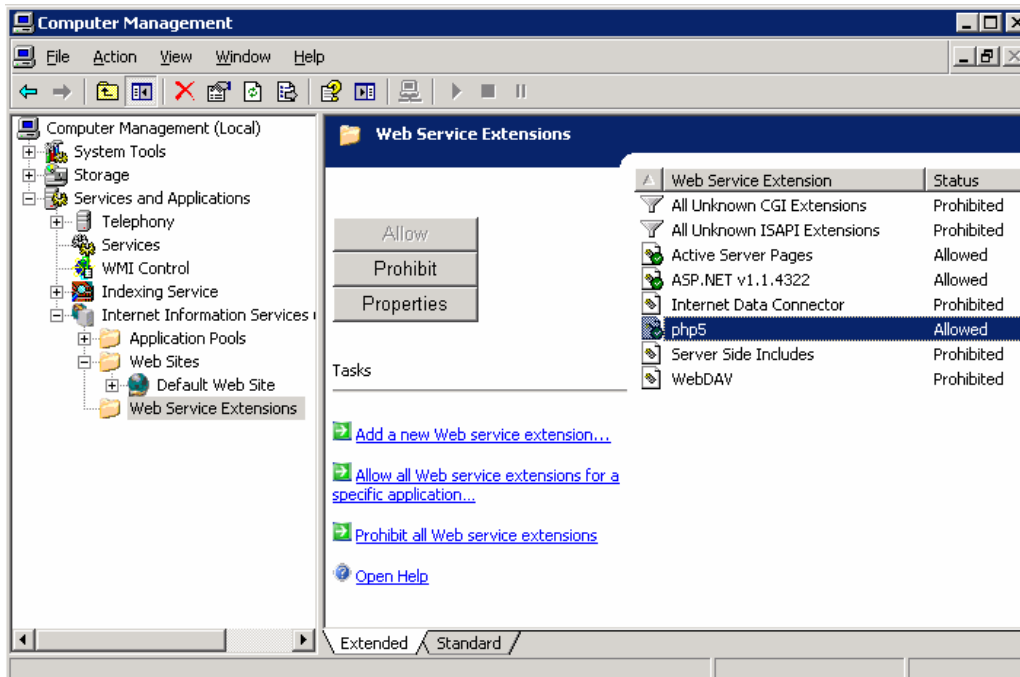 Computer Management
File Action View Window Help
Computer Management (Local)
System Tools
Storage
Services and Applications
Telephony
Services
WMI Control
Indexing Service
Internet Information Services
Application Pools
Web Sites
Default Web Site
Web Service Extensions
Web Service Extensions
Allow
Prohibit
Properties
Tasks
Add a new Web service extension...
Allow all Web service extensions for a
specific application...
Prohibit all Web service extensions
Open Help
Web Service Extension Status
All Unknown CGI Extensions Prohibited
All Unknown ISAPI Extensions Prohibited
Active Server Pages Allowed
ASP.NET v1.1.4322 Allowed
Internet Data Connector Prohibited
php5 Allowed
Server Side Includes Prohibited
WebDAV Prohibited
Extended Standard